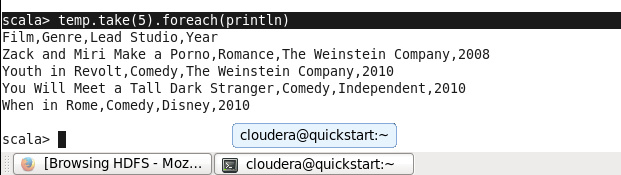 scala> temp.take(5).foreach(println)
Film,Genre,Lead Studio,Year
Zack and Miri Make a Porno,Romance,The Weinstein Company,2008
Youth in Revolt,Comedy,The Weinstein Company,2010
You Will Meet a Tall Dark Stranger,Comedy,Independent,2010
When in Rome,Comedy,Disney,2010
scala>
cloudera@quickstart:~
[Browsing HDFS - Moz...
cloudera@quickstart:~